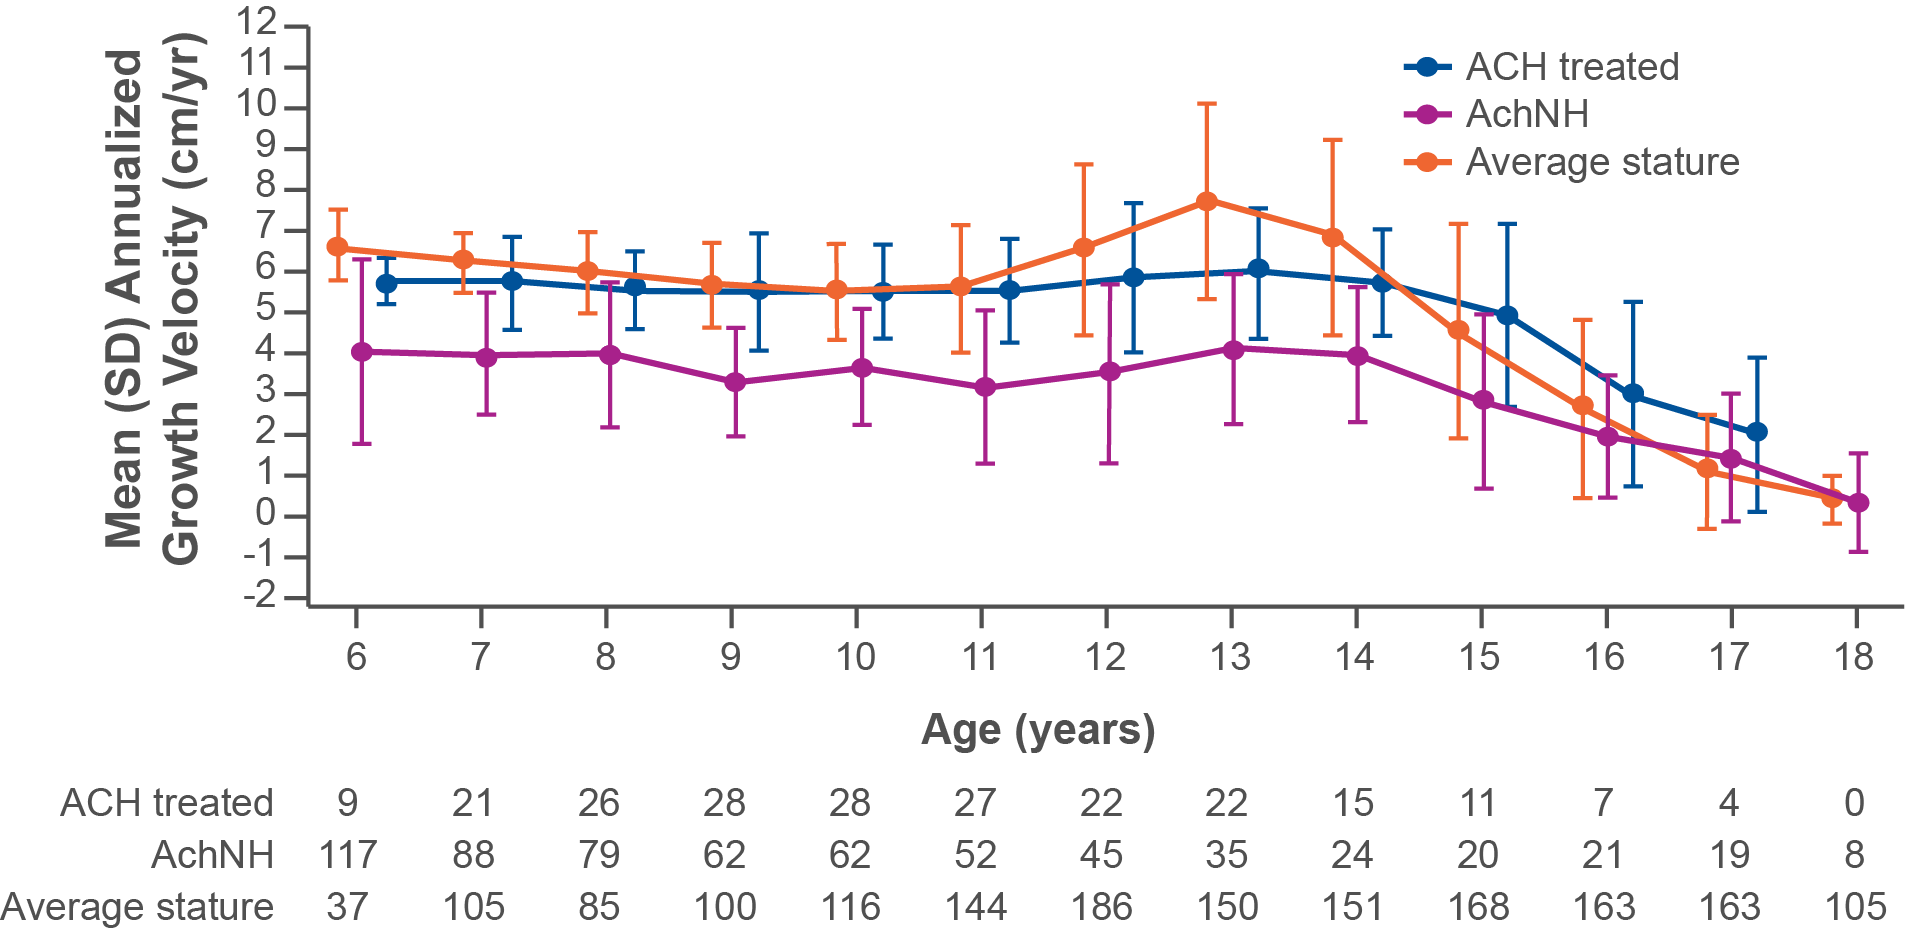 Mean (SD) Annualized
Growth Velocity (cm/yr)
12
11
10
9
8
7
6
5
4
3
2
1
0
-1
-2
ACH treated
AchNH
Average stature
6 7 8 9 10 11 12 13 14 15 16 17 18
Age (years)
ACH treated 9 21 26 28 28 27 22 22 15 11 7 4 0
AchNH 117 88 79 62 62 52 45 35 24 20 21 19 8
Average stature 37 105 85 100 116 144 186 150 151 168 163 163 105